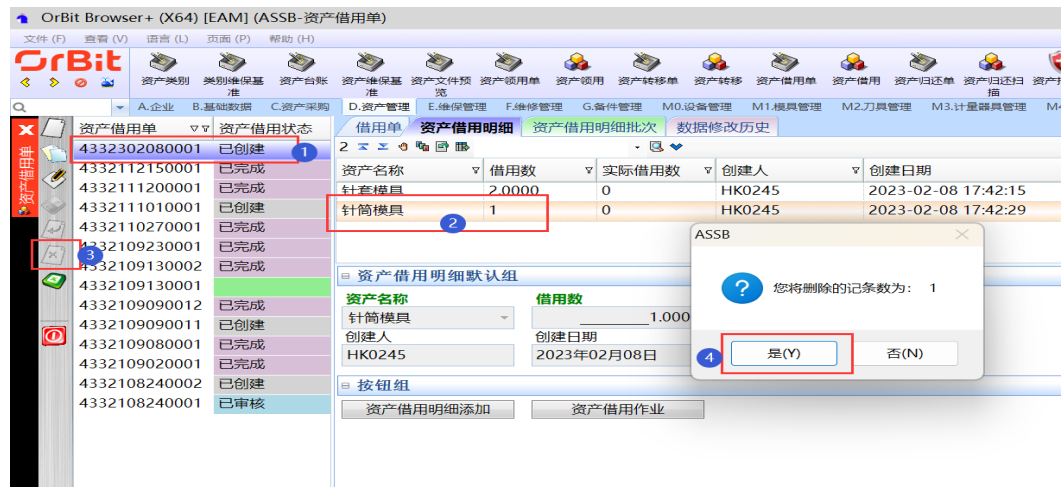 OrBit Browser+ (X64) [EAM] (ASSB-资产借用单)
文件 (F) 查看 (V) 语言 (L) 页面 (P) 帮助 (H)
OrBit
资产类别 类别维保基准 资产台账 资产维保基准 资产文件预览 资产领用单 资产领用 资产转移单 资产转移 资产借用单 资产借用 资产归还单 资产归还扫描
A.企业 B.基础数据 C.资产采购 D.资产管理 E.维保管理 F.维修管理 G.备件管理 M0.设备管理 M1.模具管理 M2.刀具管理 M3.计量器具管理
资产借用单
资产借用单 资产借用状态
4332302080001 已创建 1
4332112150001 已完成
4332111200001 已完成
4332111010001 已创建
4332110270001 已完成
4332109230001 已完成
3
4332109130002 已完成
4332109130001
4332109090012 已完成
4332109090011 已创建
4332109080001 已完成
4332109020001 已完成
4332108240002 已创建
4332108240001 已审核
借用单 资产借用明细 资产借用明细批次 数据修改历史
2
资产名称 借用数 实际借用数 创建人 创建日期
针套模具 2.0000 0 HK0245 2023-02-08 17:42:15
针筒模具 1 0 HK0245 2023-02-08 17:42:29
2
资产借用明细默认组
资产名称 借用数
针筒模具 1.000
创建人 创建日期
HK0245 2023年02月08日
按钮组
资产借用明细添加 资产借用作业
ASSB
您将删除的记条数为： 1
4 是(Y) 否(N)